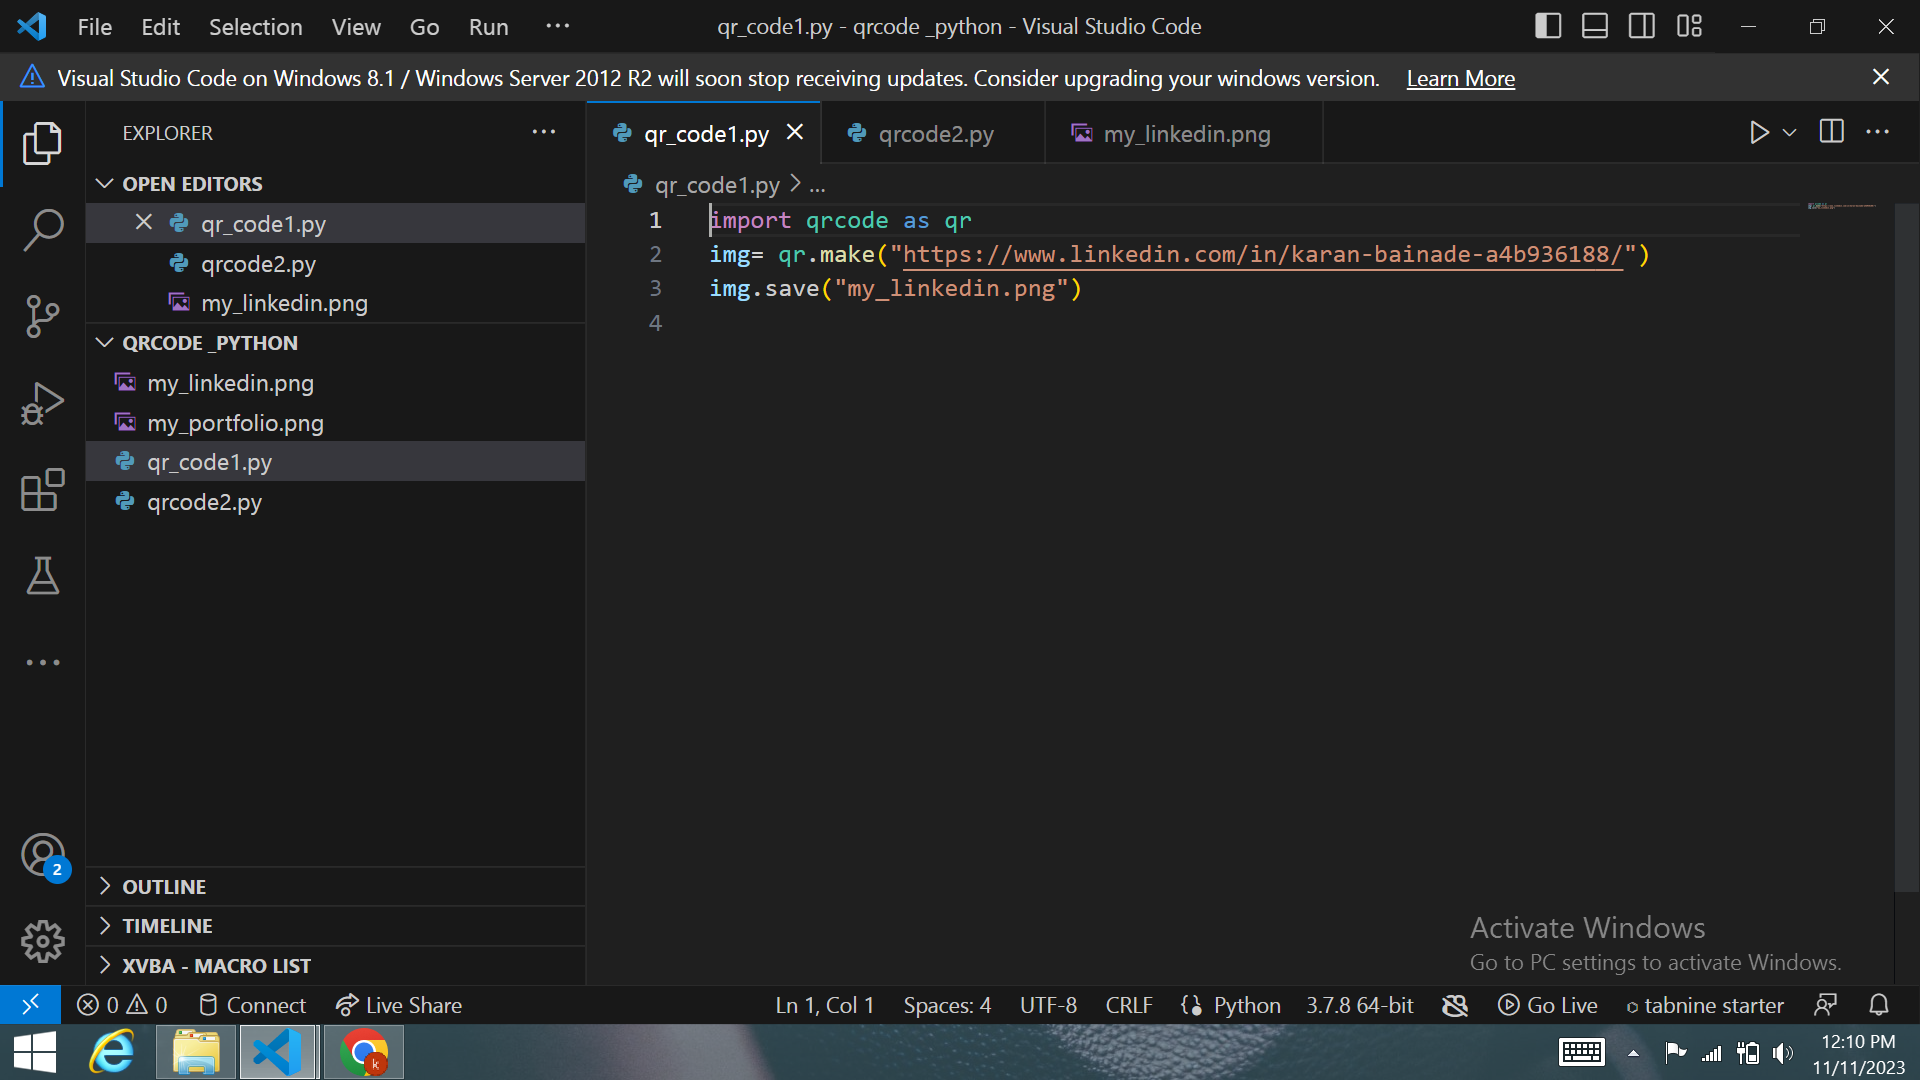 File Edit Selection View Go Run ···
qr_code1.py - qrcode _python - Visual Studio Code
Visual Studio Code on Windows 8.1 / Windows Server 2012 R2 will soon stop receiving updates. Consider upgrading your windows version. Learn More
EXPLORER
qr_code1.py
qrcode2.py
my_linkedin.png
OPEN EDITORS
qr_code1.py
qrcode2.py
my_linkedin.png
QRCODE _PYTHON
my_linkedin.png
my_portfolio.png
qr_code1.py
qrcode2.py
OUTLINE
TIMELINE
XVBA - MACRO LIST
qr_code1.py > ...
1 import qrcode as qr
2 img= qr.make("https://www.linkedin.com/in/karan-bainade-a4b936188/")
3 img.save("my_linkedin.png")
4
2
Activate Windows
Go to PC settings to activate Windows.
0 0 Connect Live Share Ln 1, Col 1 Spaces: 4 UTF-8 CRLF Python 3.7.8 64-bit Go Live tabnine starter
k
12:10 PM
11/11/2023